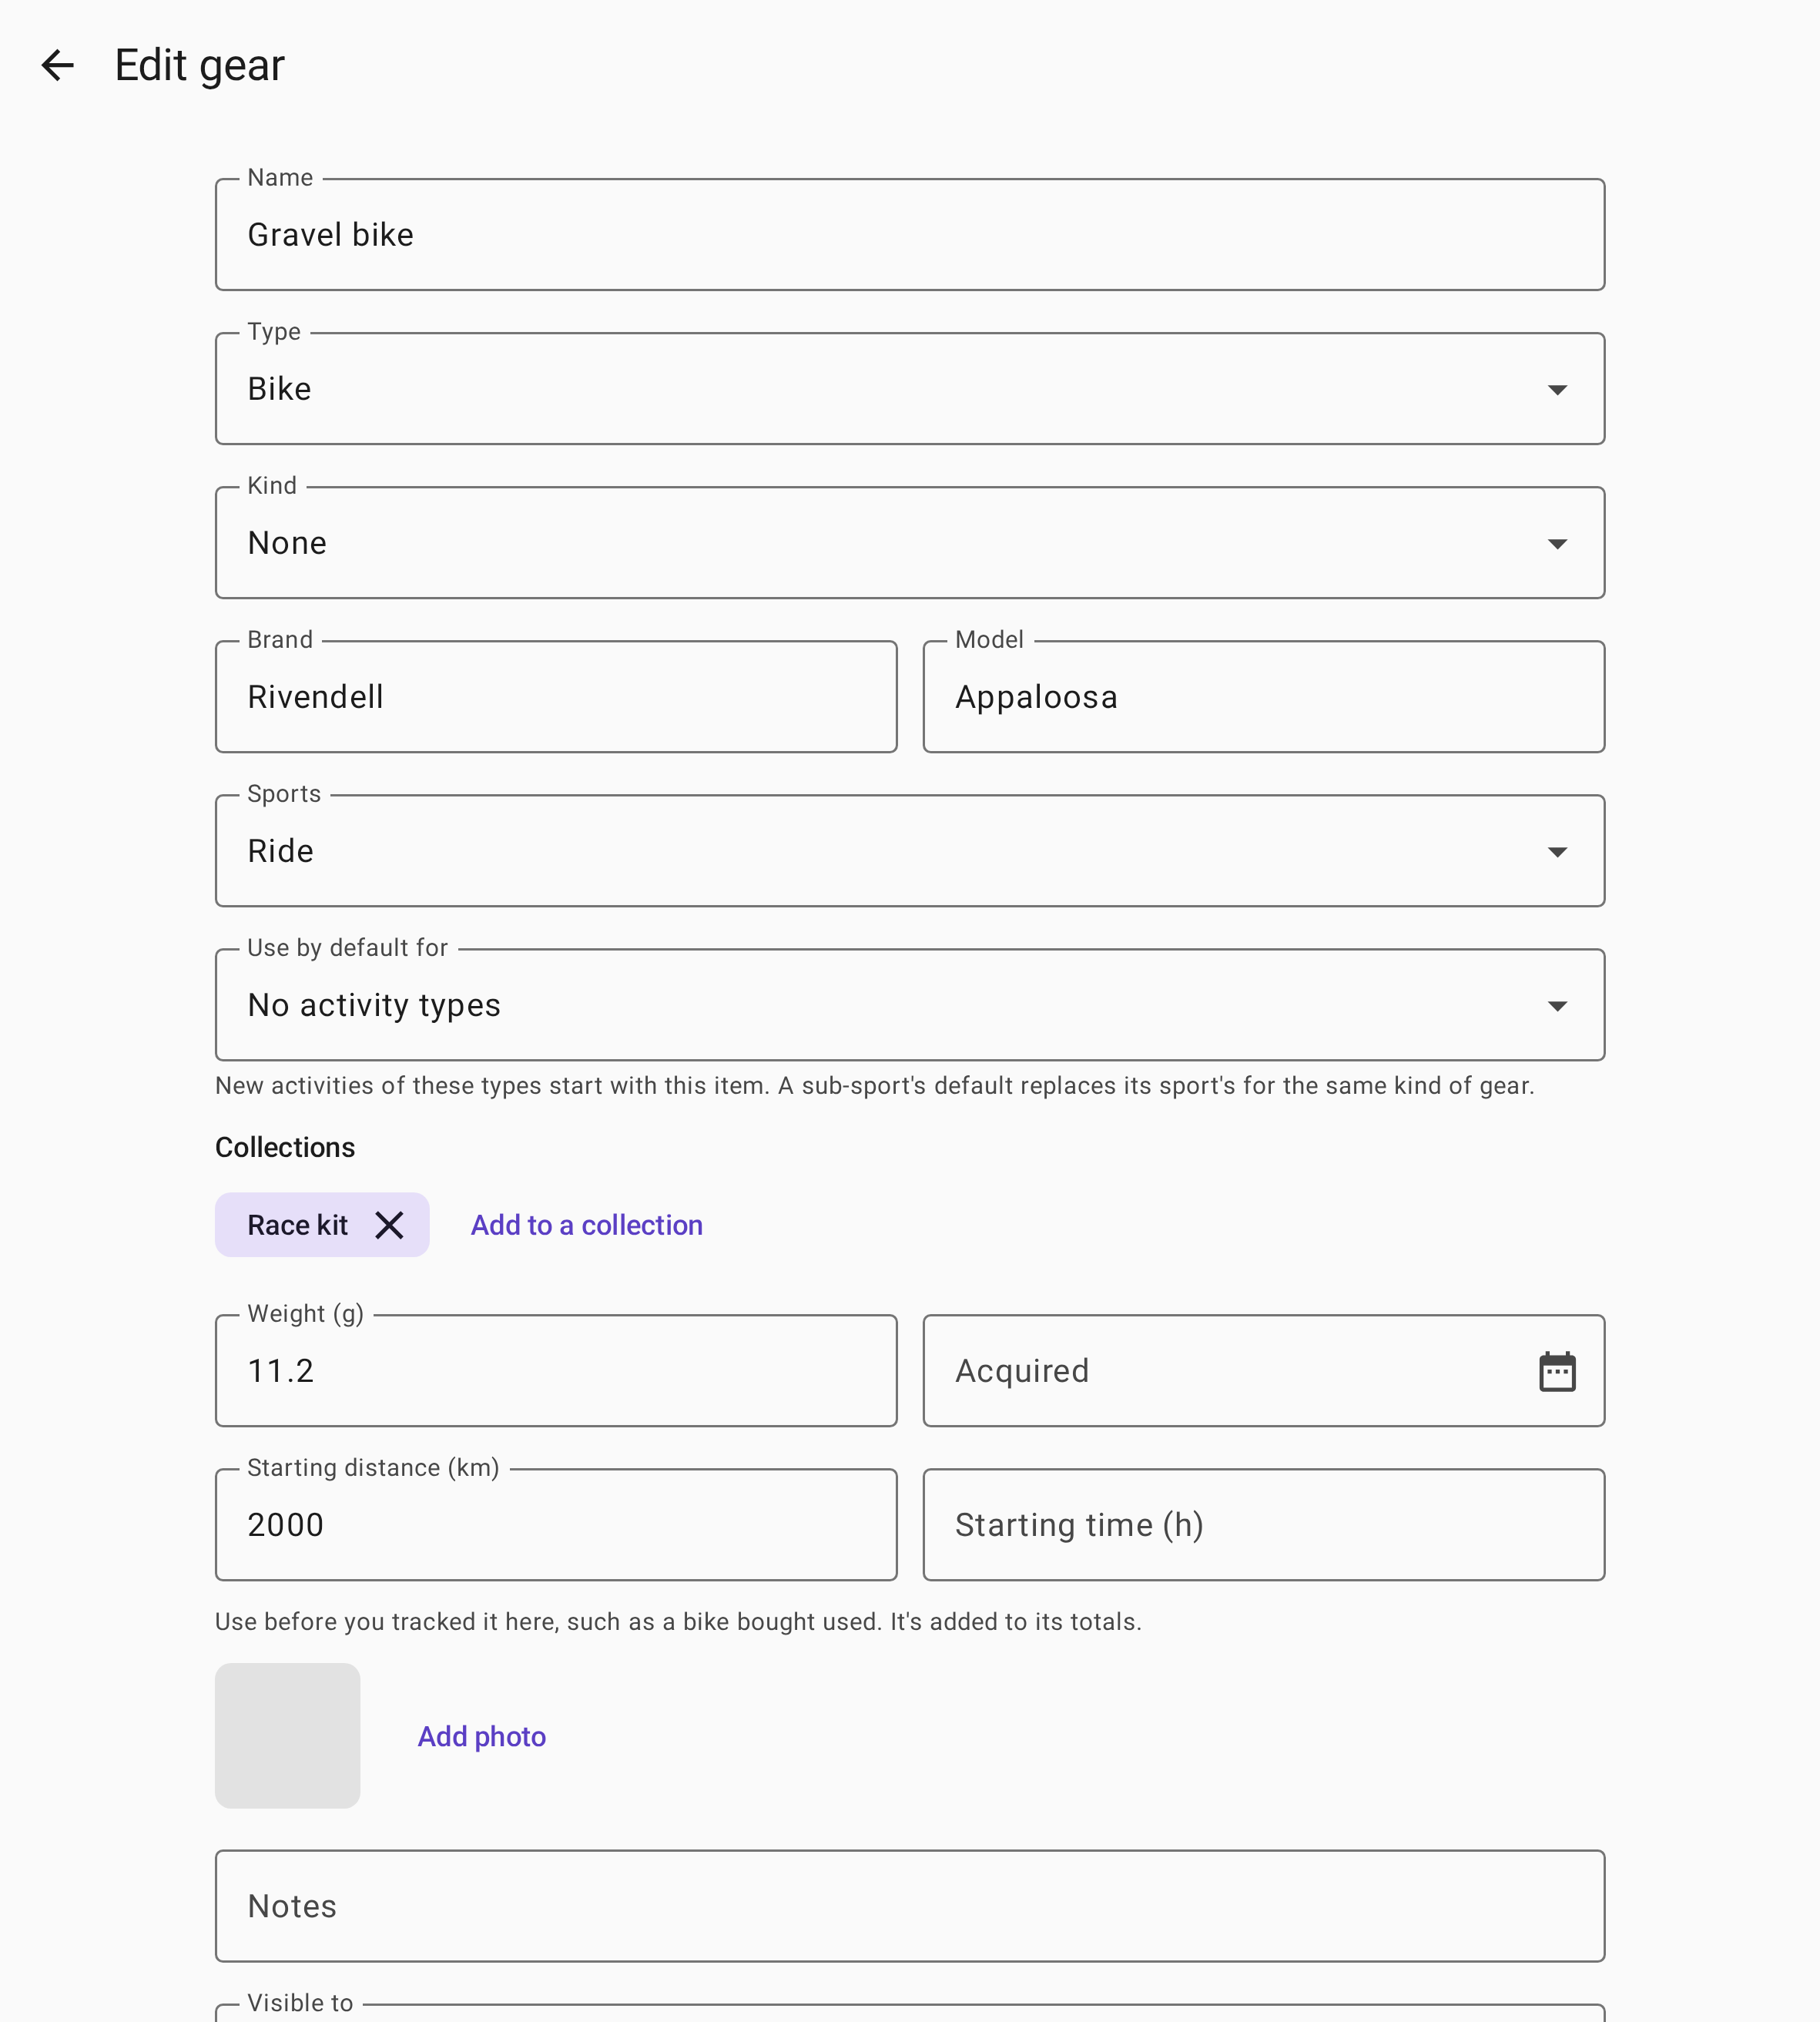 Edit gear
Name
Gravel bike
Type
Bike
Kind
None
Brand
Rivendell
Model
Appaloosa
Sports
Ride
Use by default for
No activity types
New activities of these types start with this item. A sub-sport's default replaces its sport's for the same kind of gear.
Collections
Race kit
Add to a collection
Weight (g)
11.2
Acquired
Starting distance (km)
2000
Starting time (h)
Use before you tracked it here, such as a bike bought used. It's added to its totals.
Add photo
Notes
Visible to